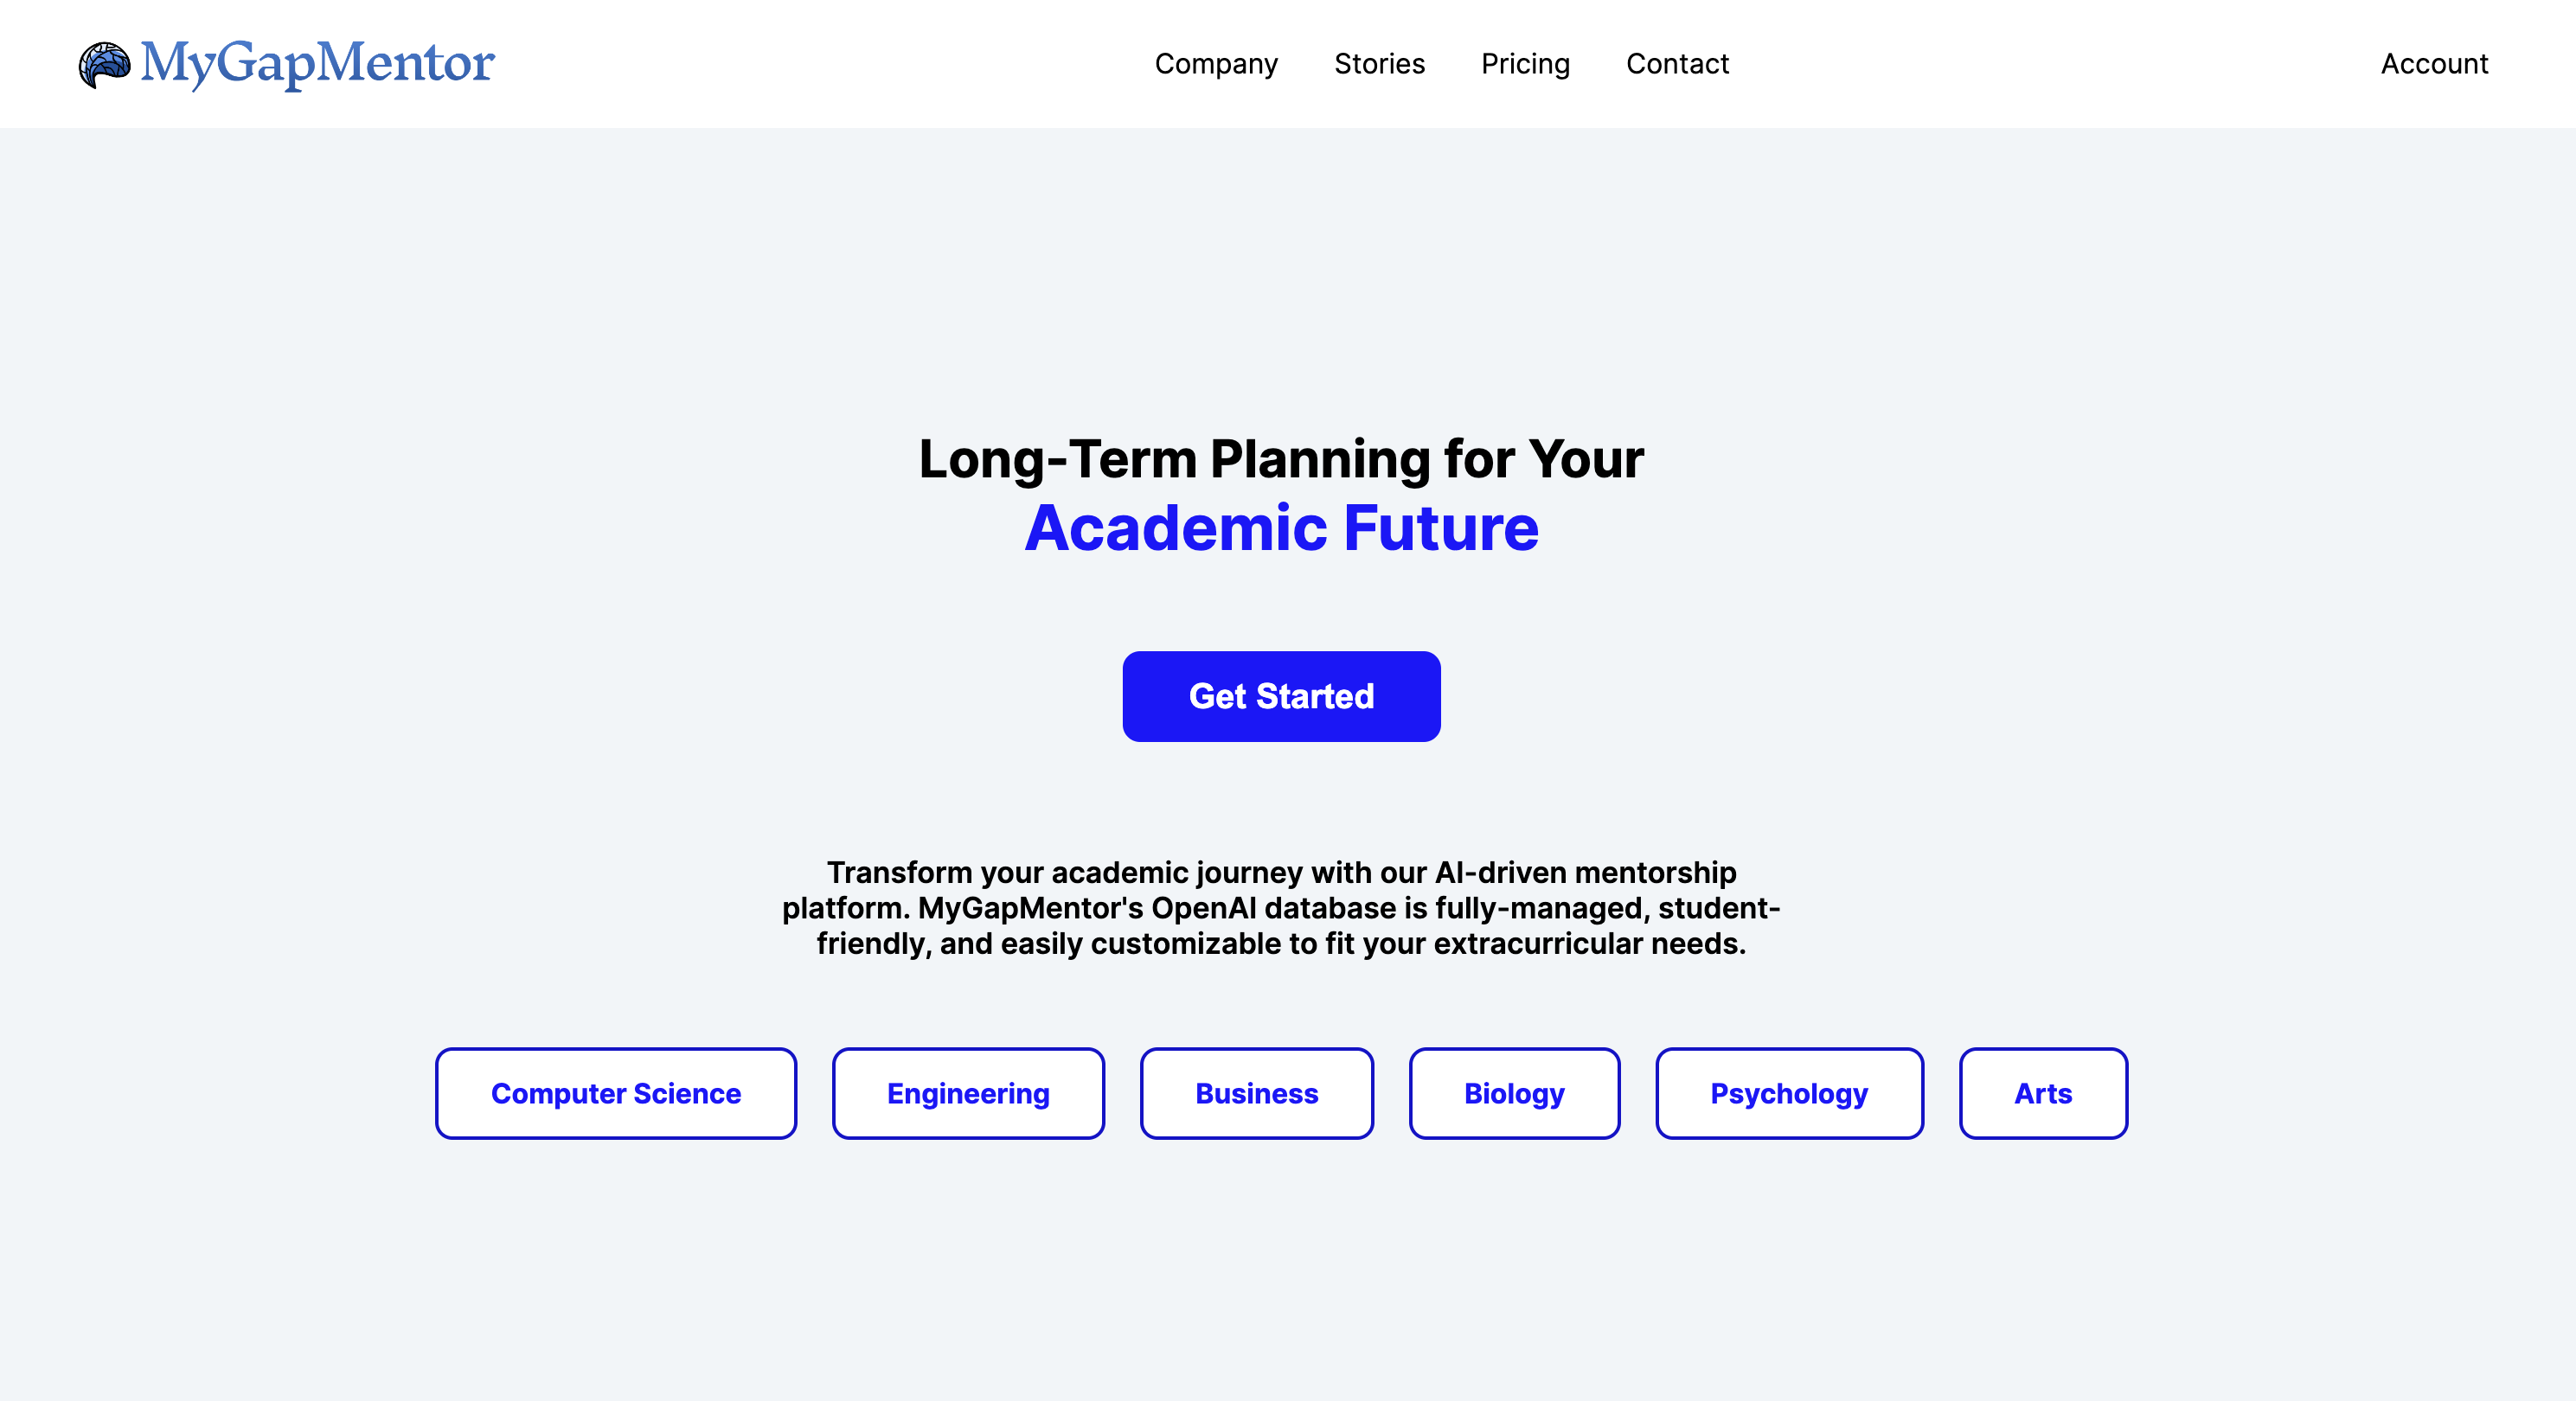 MyGapMentor
Company
Stories
Pricing
Contact
Account
Long-Term Planning for Your
Academic Future
Get Started
Transform your academic journey with our AI-driven mentorship
platform. MyGapMentor's OpenAI database is fully-managed, student-
friendly, and easily customizable to fit your extracurricular needs.
Computer Science
Engineering
Business
Biology
Psychology
Arts